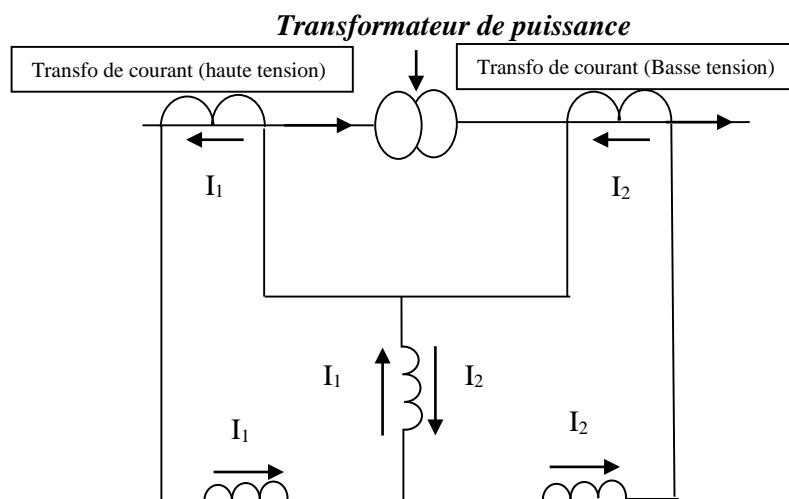 Transformateur de puissance
Transfo de courant (haute tension)
Transfo de courant (Basse tension)
I₁
I₂
I₁
I₂
I₁
I₂